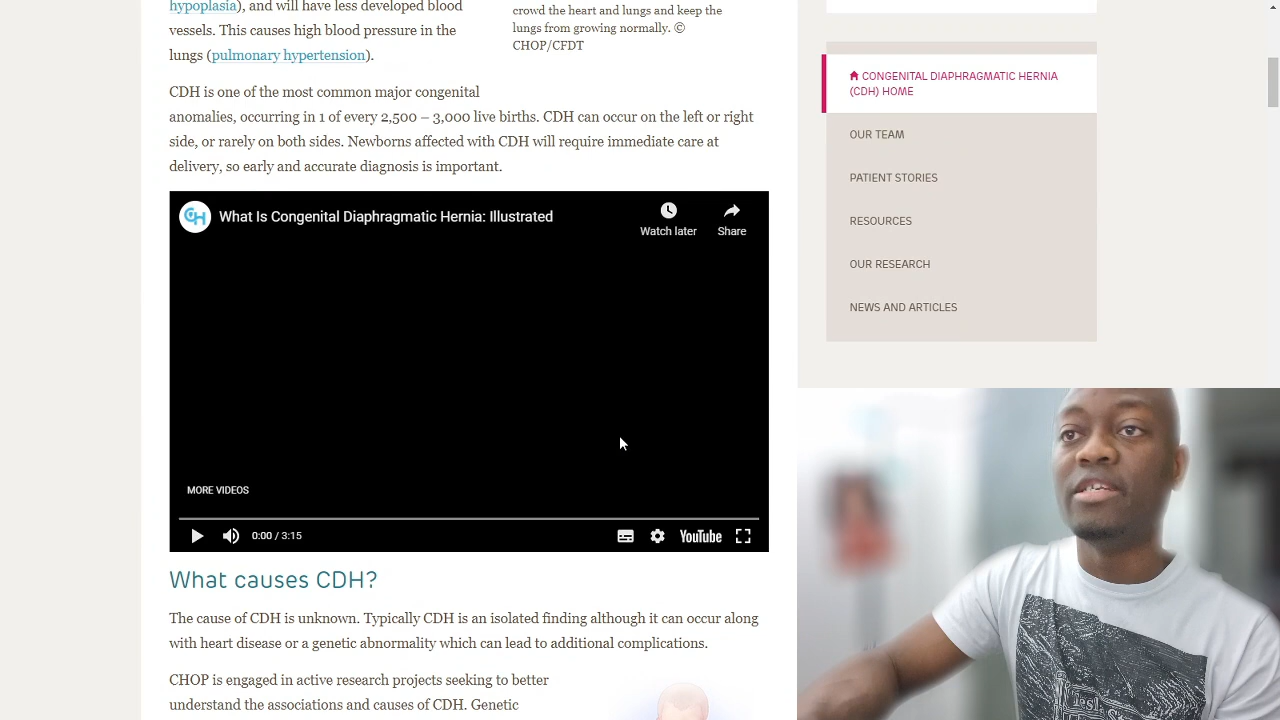 hypoplasia), and will have less developed blood
vessels. This causes high blood pressure in the
lungs (pulmonary hypertension).
crowd the heart and lungs and keep the
lungs from growing normally. ©
CHOP/CFDT
CDH is one of the most common major congenital
anomalies, occurring in 1 of every 2,500 – 3,000 live births. CDH can occur on the left or right
side, or rarely on both sides. Newborns affected with CDH will require immediate care at
delivery, so early and accurate diagnosis is important.
What Is Congenital Diaphragmatic Hernia: Illustrated
Watch later
Share
MORE VIDEOS
0:00 / 3:15
YouTube
What causes CDH?
The cause of CDH is unknown. Typically CDH is an isolated finding although it can occur along
with heart disease or a genetic abnormality which can lead to additional complications.
CHOP is engaged in active research projects seeking to better
understand the associations and causes of CDH. Genetic
CONGENITAL DIAPHRAGMATIC HERNIA
(CDH) HOME
OUR TEAM
PATIENT STORIES
RESOURCES
OUR RESEARCH
NEWS AND ARTICLES